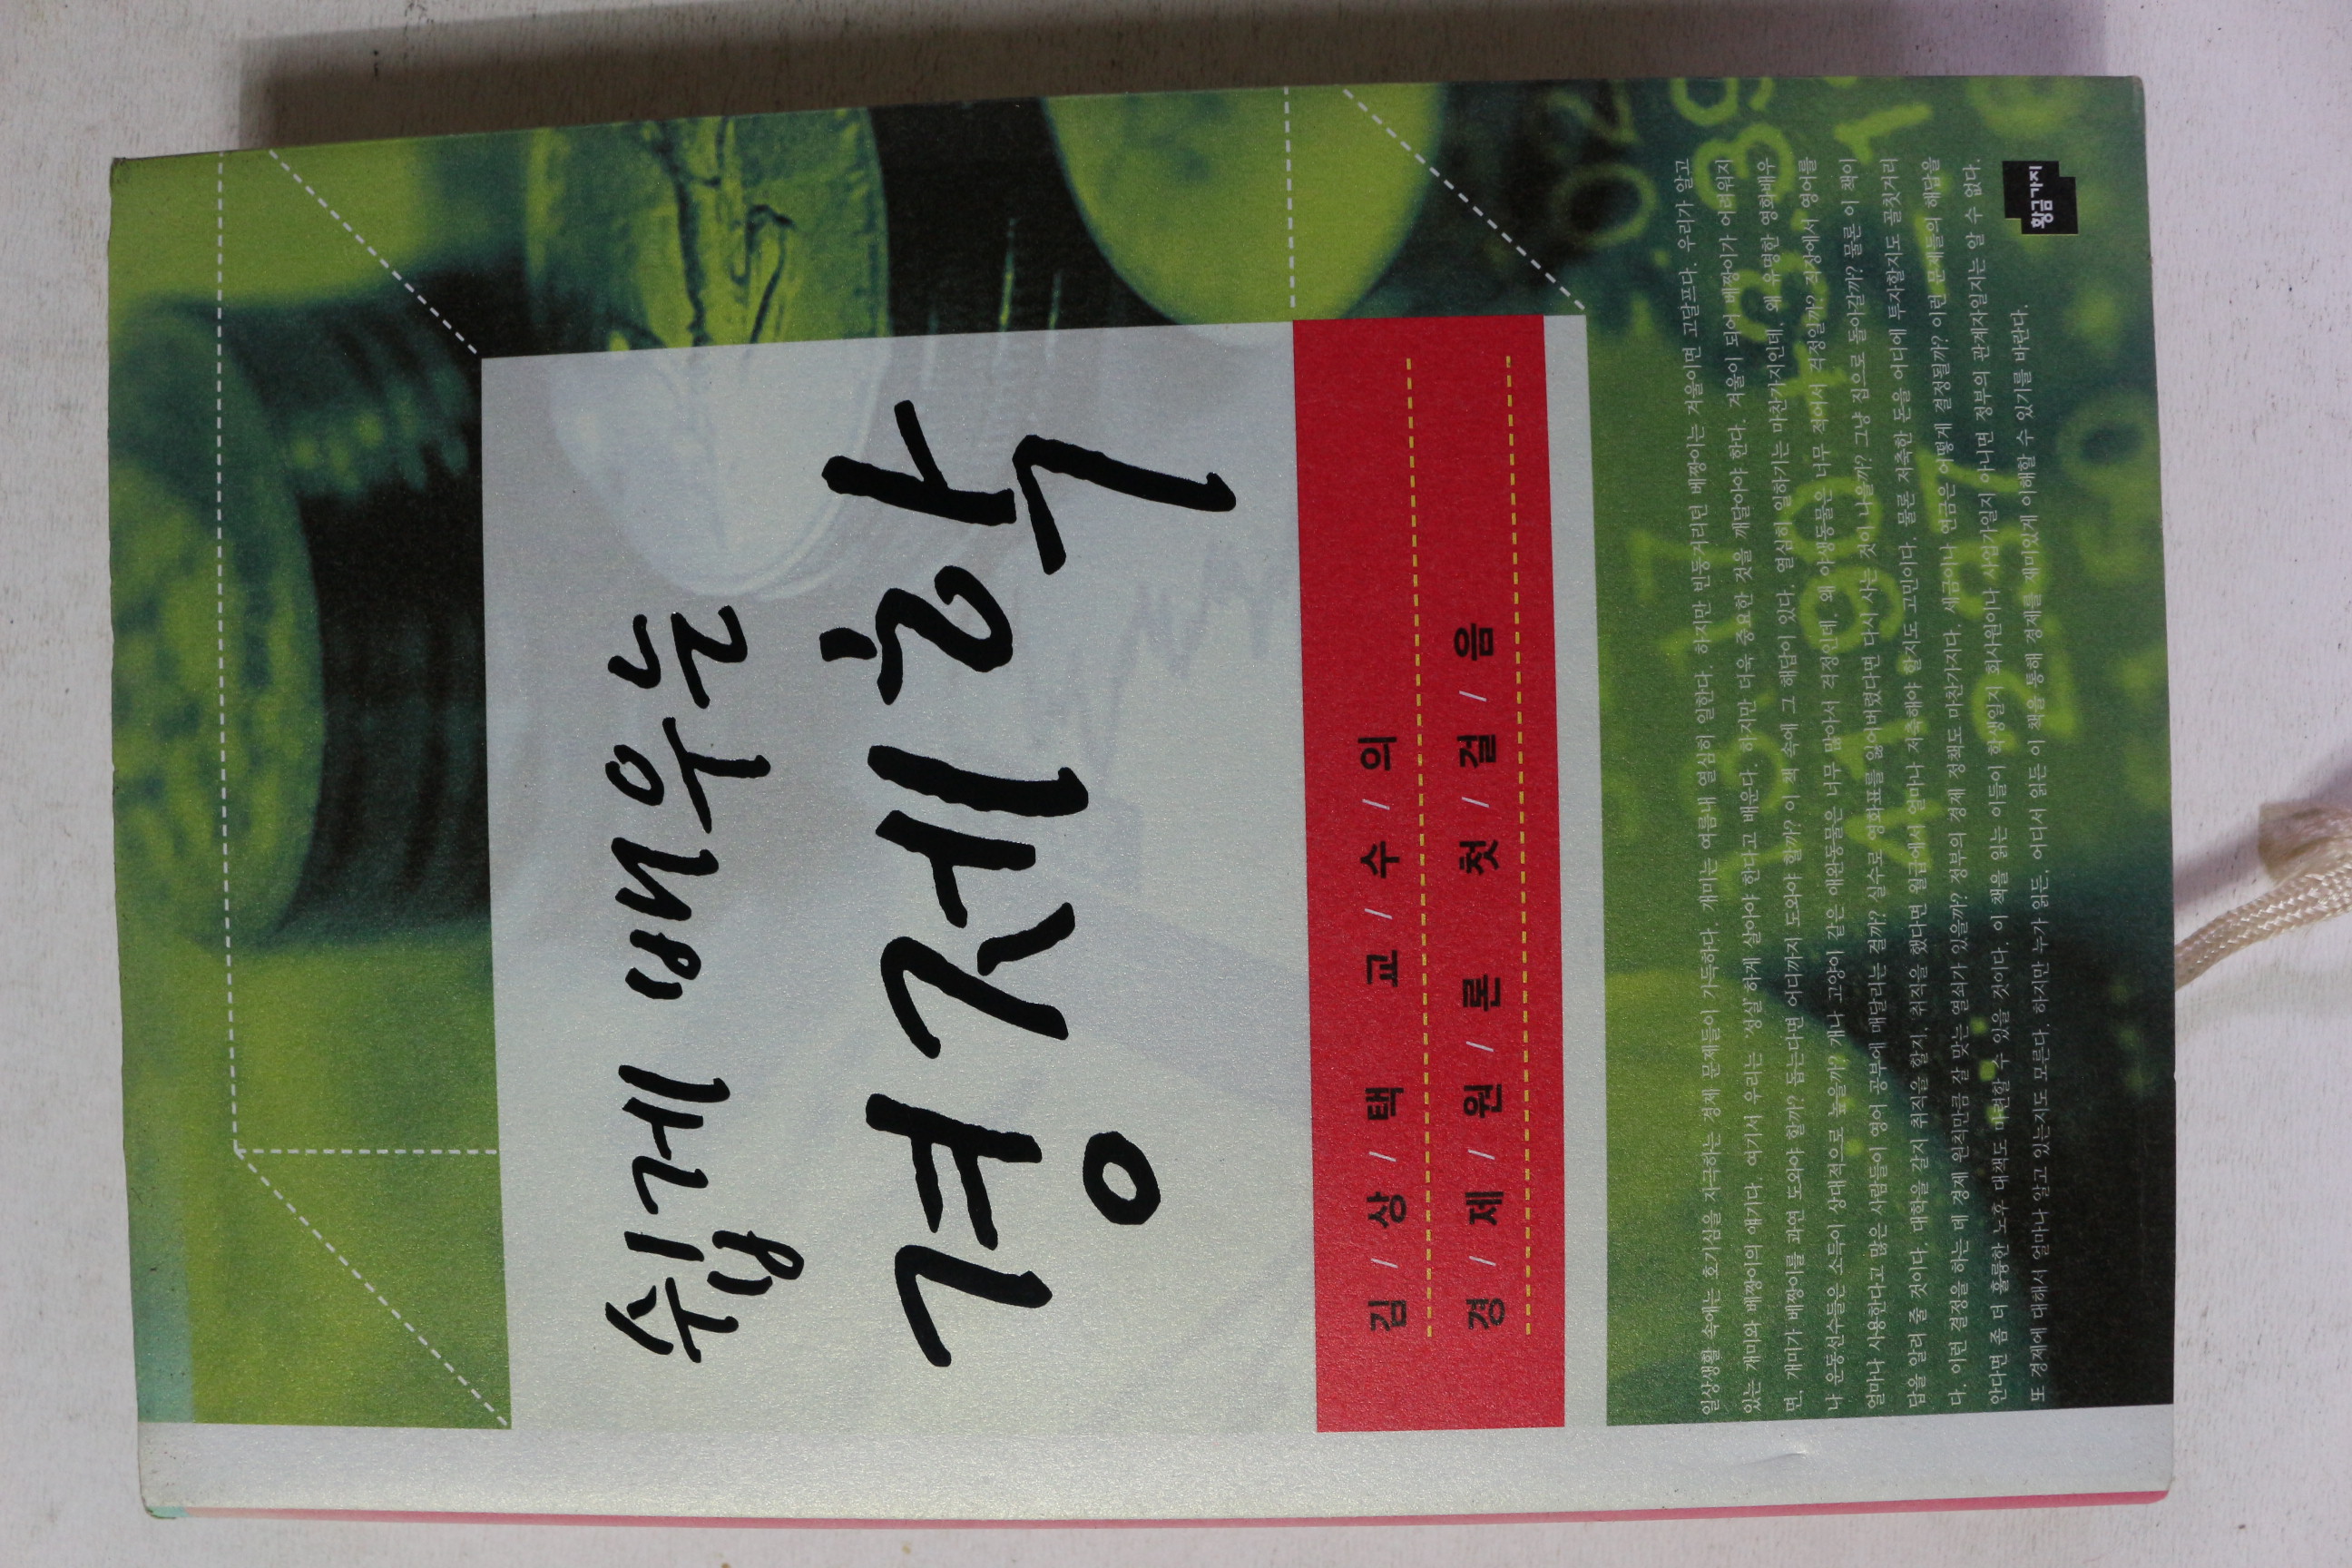 쉽게 배우는
경제학
김/상/택 교/수/의
경/제/원/론 첫/걸/음
일상생활 속에는 호기심을 자극하는 경제 문제들이 가득하다. 개미는 여름내 열심히 일한다. 하지만 빈둥거리던 베짱이는 겨울이면 고달프다. 우리가 알고
있는 개미와 베짱이의 얘기다. 여기서 우리는 '성실'하게 살아야 한다고 배운다. 하지만 더욱 중요한 것을 깨달아야 한다. 겨울이 되어 베짱이가 어려워지
면, 개미가 베짱이를 과연 도와야 할까? 돕는다면 어디까지 도와야 할까? 이 책 속에 그 해답이 있다. 열심히 일하기는 마찬가지인데, 왜 유명한 영화배우
나 운동선수들은 소득이 상대적으로 높을까? 개나 고양이 같은 애완동물은 너무 많아서 걱정인데, 왜 야생동물은 너무 적어서 걱정일까? 직장에서 영어를
얼마나 사용한다고 많은 사람들이 영어 공부에 매달리는 걸까? 실수로 영화표를 잃어버렸다면 다시 사는 것이 나을까? 그냥 집으로 돌아갈까? 물론 이 책이
답을 알려 줄 것이다. 대학을 갈지 취직을 할지, 취직을 했다면 월급에서 얼마나 저축해야 할지도 고민이다. 물론 저축한 돈을 어디에 투자할지도 골칫거리
다. 이런 결정을 하는 데 경제 원칙만큼 잘 맞는 열쇠가 있을까? 정부의 경제 정책도 마찬가지다. 세금이나 연금은 어떻게 결정될까? 이런 문제들의 해답을
안다면 좀 더 훌륭한 노후 대책도 마련할 수 있을 것이다. 이 책을 읽는 이들이 학생일지 회사원이나 사업가일지 아니면 정부의 관계자일지는 알 수 없다.
또 경제에 대해서 얼마나 알고 있는지도 모른다. 하지만 누가 읽든, 어디서 읽든 이 책을 통해 경제를 재미있게 이해할 수 있기를 바란다.
황금가지